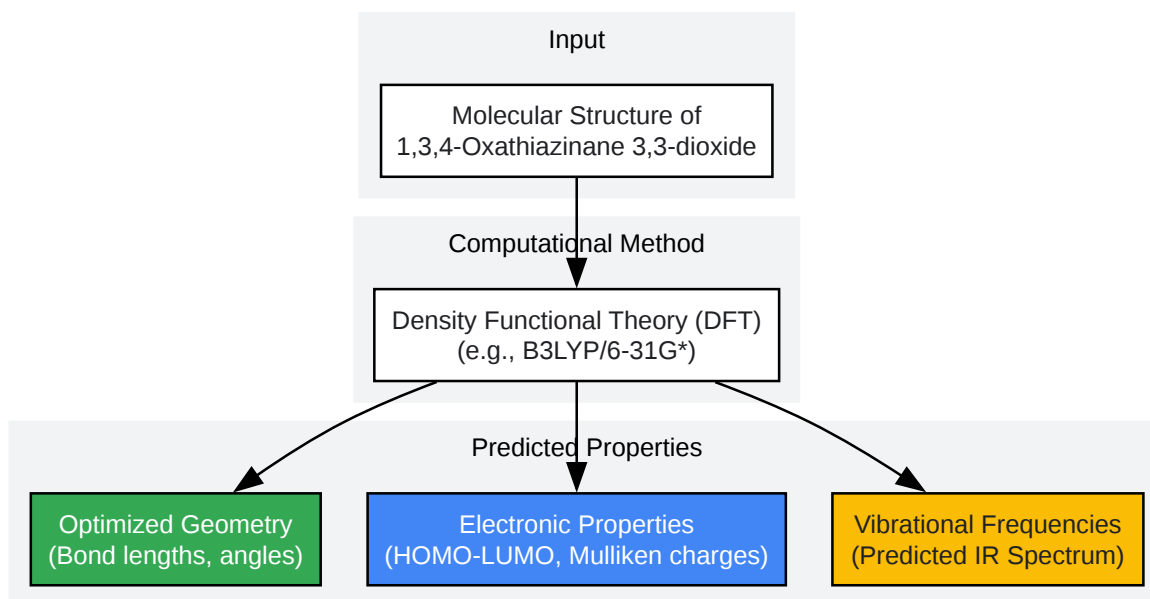 Input
Molecular Structure of
1,3,4-Oxathiazinane 3,3-dioxide
Computational Method
Density Functional Theory (DFT)
(e.g., B3LYP/6-31G*)
Predicted Properties
Optimized Geometry
(Bond lengths, angles)
Electronic Properties
(HOMO-LUMO, Mulliken charges)
Vibrational Frequencies
(Predicted IR Spectrum)